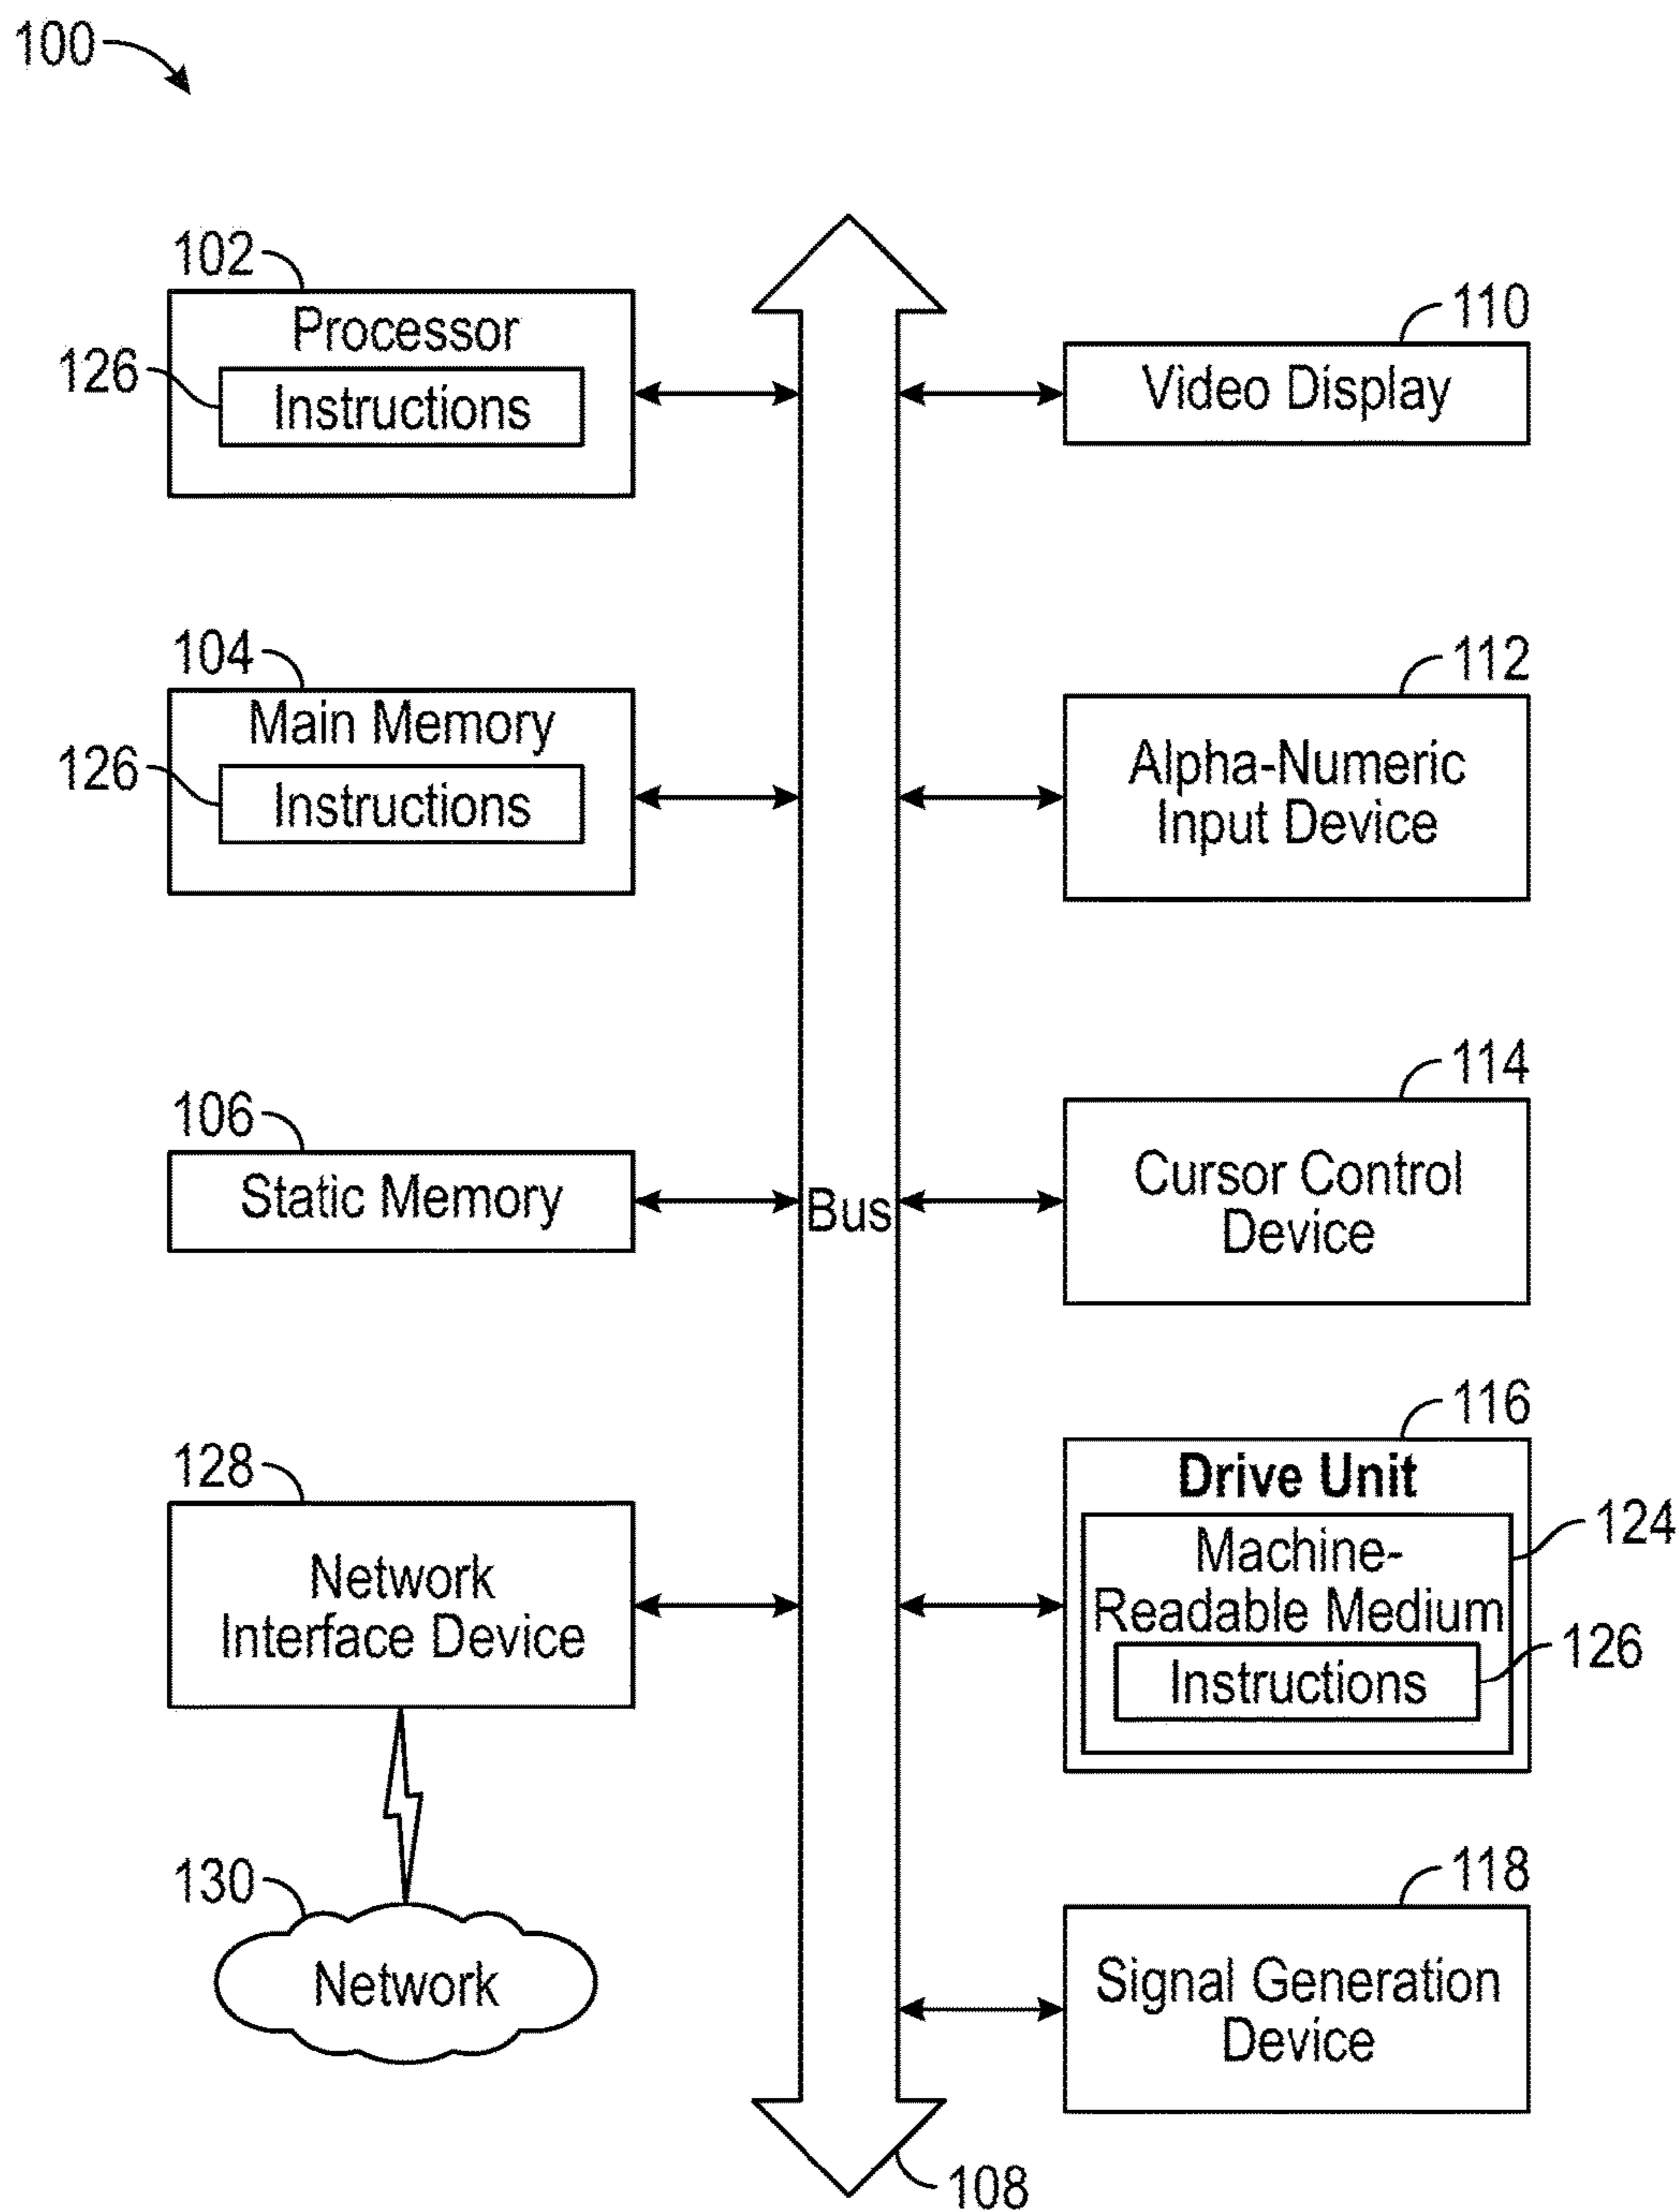 100
102
Processor
126
Instructions
104
Main Memory
126
Instructions
106
Static Memory
128
Network
Interface Device
130
Network
Bus
108
110
Video Display
112
Alpha-Numeric
Input Device
114
Cursor Control
Device
116
Drive Unit
124
Machine-
Readable Medium
126
Instructions
118
Signal Generation
Device